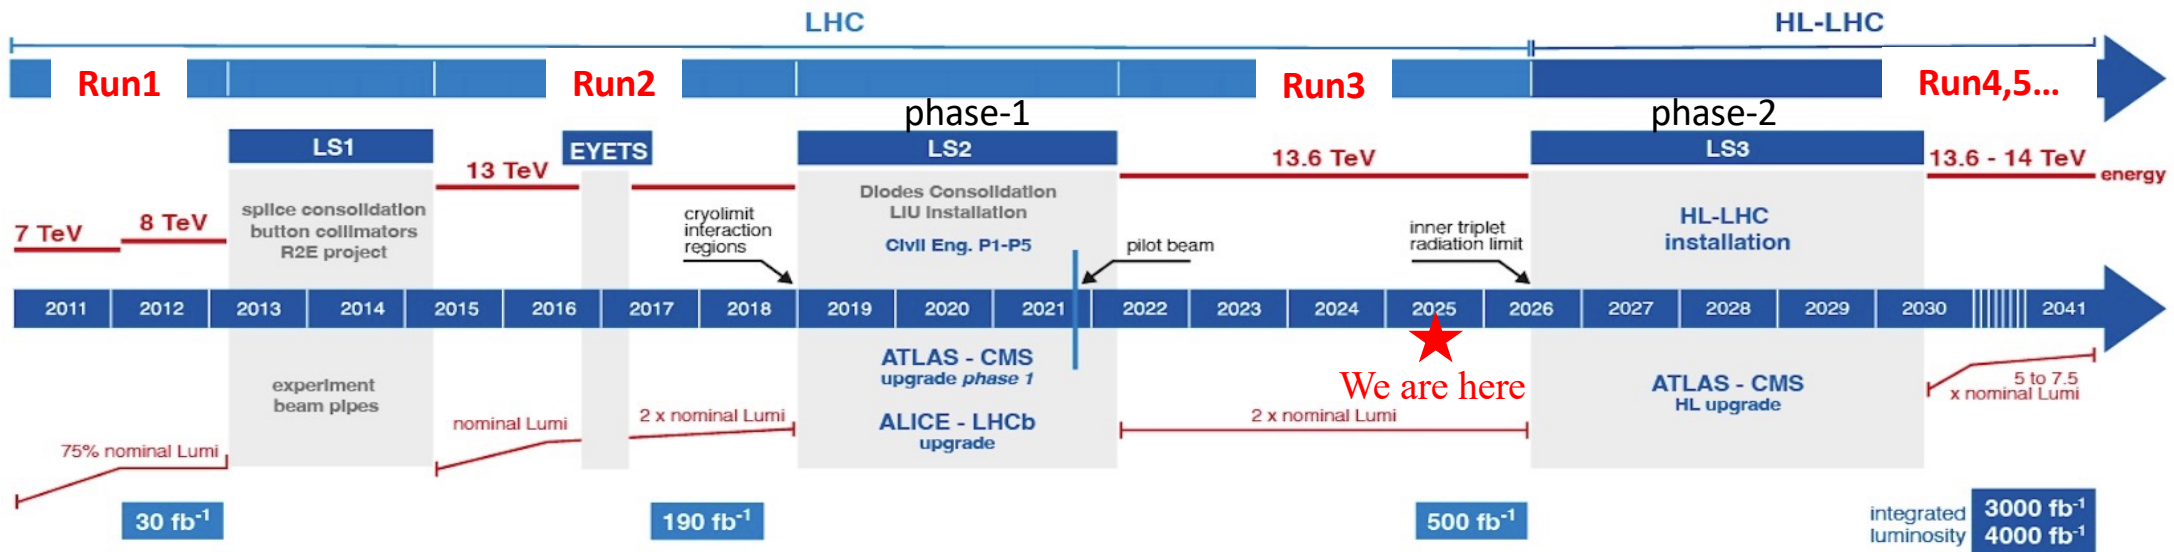 LHC
HL-LHC
Run1
Run2
Run3
Run4,5...
phase-1
phase-2
LS1
EYETS
LS2
LS3
7 TeV
8 TeV
13 TeV
13.6 TeV
13.6 - 14 TeV
energy
splice consolidation
button collimators
R2E project
cryolimit
interaction
regions
Diodes Consolidation
LIU Installation
Civil Eng. P1-P5
pilot beam
inner triplet
radiation limit
HL-LHC
installation
2011 2012 2013 2014 2015 2016 2017 2018 2019 2020 2021 2022 2023 2024 2025 2026 2027 2028 2029 2030 2041
We are here
experiment
beam pipes
ATLAS - CMS
upgrade phase 1
ALICE - LHCb
upgrade
ATLAS - CMS
HL upgrade
75% nominal Lumi
nominal Lumi
2 x nominal Lumi
2 x nominal Lumi
5 to 7.5
x nominal Lumi
30 fb⁻¹
190 fb⁻¹
500 fb⁻¹
integrated
luminosity
3000 fb⁻¹
4000 fb⁻¹